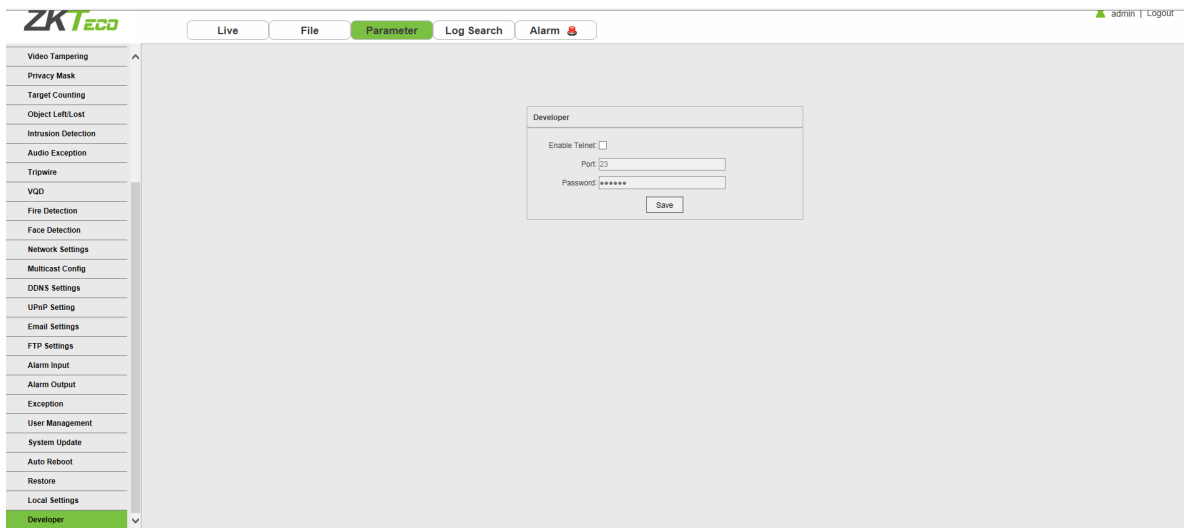 ZKTECO
admin | Logout
Live
File
Parameter
Log Search
Alarm
Video Tampering
Privacy Mask
Target Counting
Object Left/Lost
Intrusion Detection
Audio Exception
Tripwire
VQD
Fire Detection
Face Detection
Network Settings
Multicast Config
DDNS Settings
UPnP Setting
Email Settings
FTP Settings
Alarm Input
Alarm Output
Exception
User Management
System Update
Auto Reboot
Restore
Local Settings
Developer
Developer
Enable Telnet:
Port: 23
Password: ●●●●●●
Save